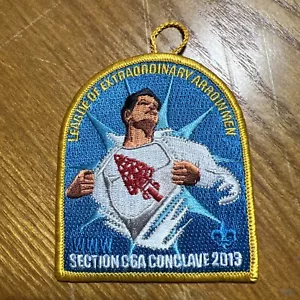 LEAGUE OF EXTRAORDINARY ARROWMEN
WWW
SECTION C6A CONCLAVE 2013